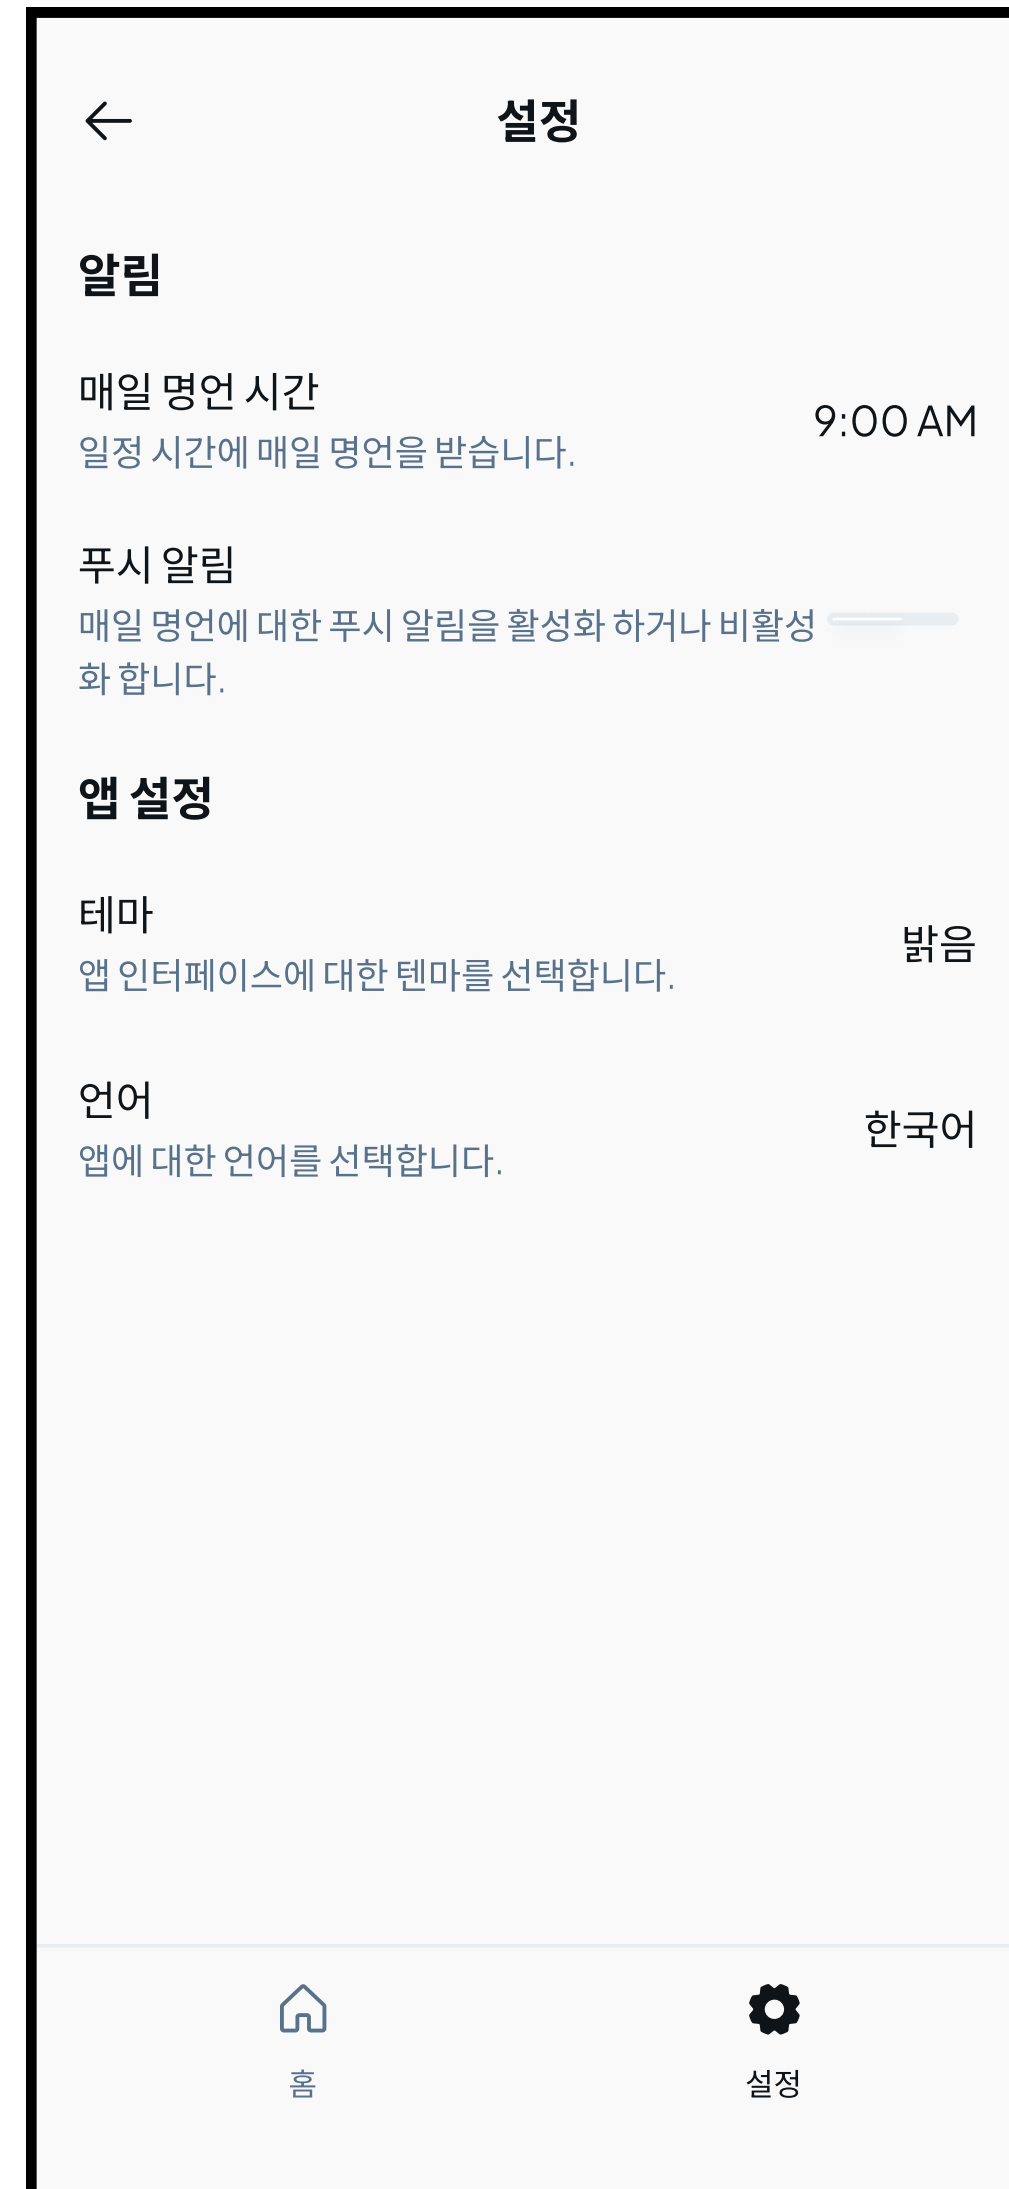 설정
알림
매일 명언 시간
일정 시간에 매일 명언을 받습니다.
9:00 AM
푸시 알림
매일 명언에 대한 푸시 알림을 활성화 하거나 비활성
화 합니다.
앱 설정
테마
앱 인터페이스에 대한 텐마를 선택합니다.
밝음
언어
앱에 대한 언어를 선택합니다.
한국어
홈
설정